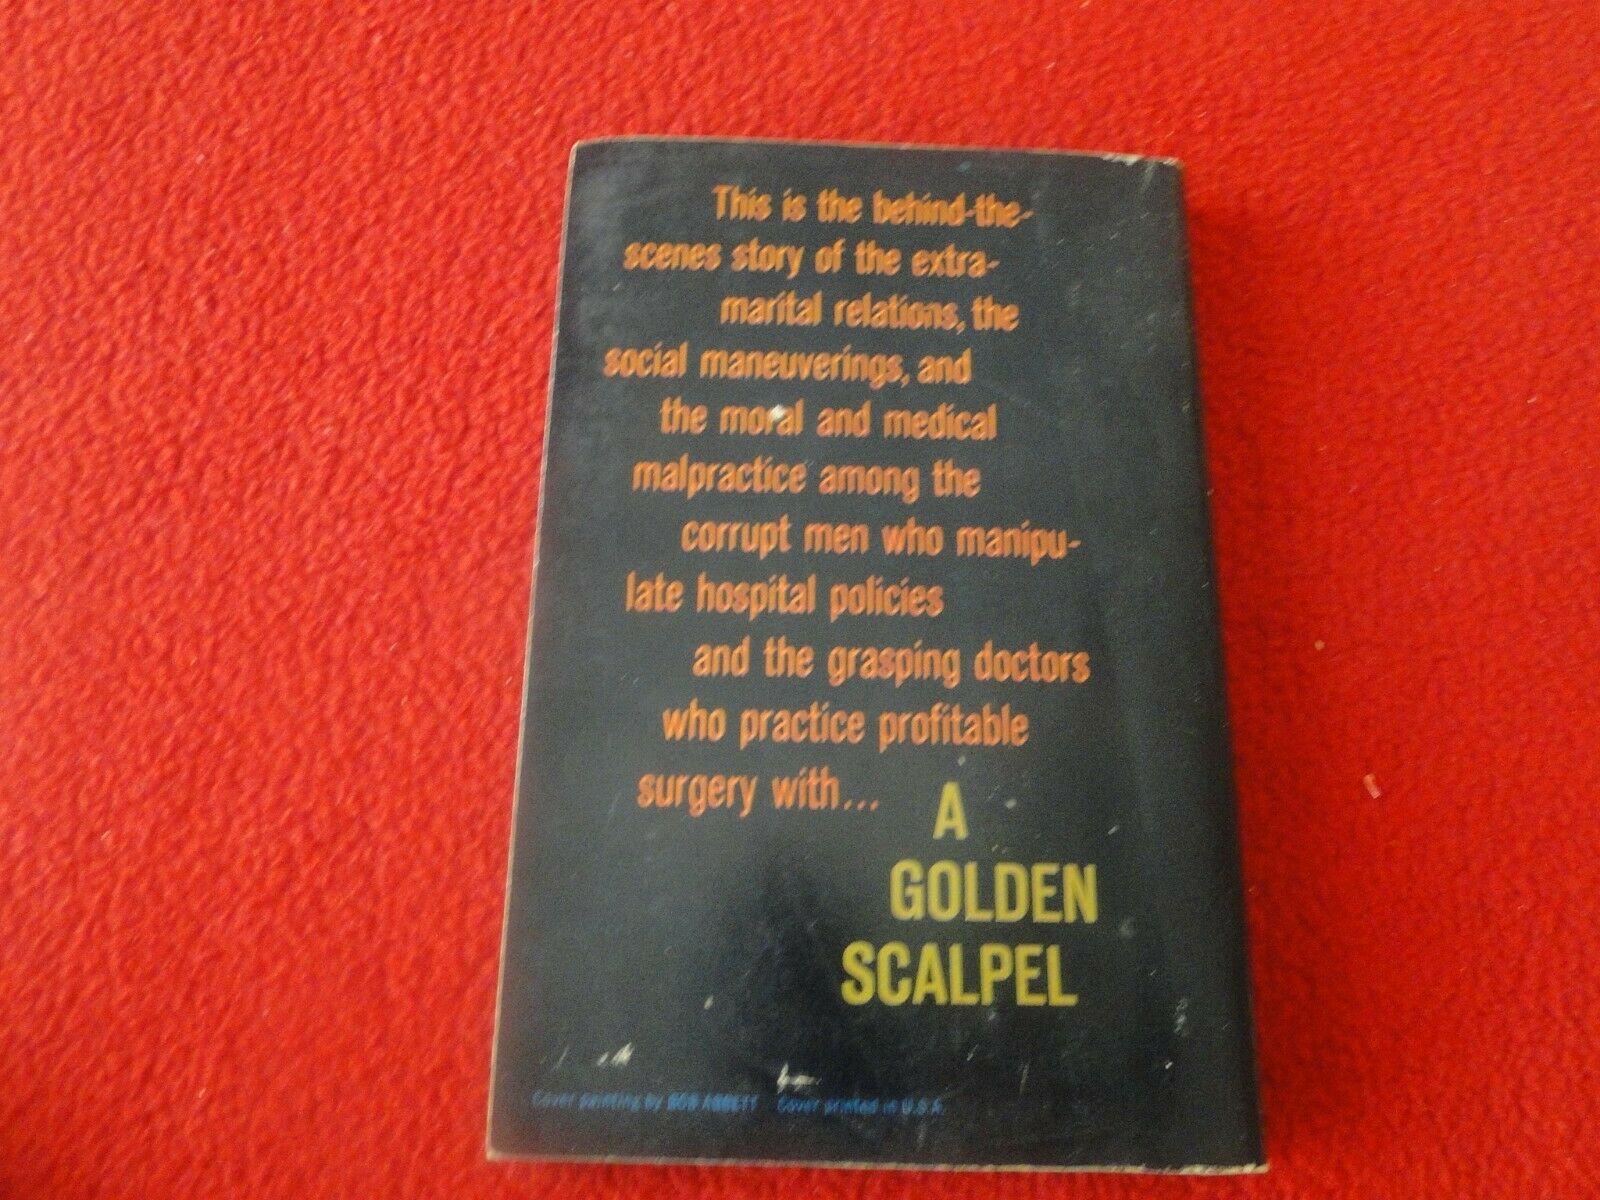 This is the behind-the-
scenes story of the extra-
marital relations, the
social maneuverings, and
the moral and medical
malpractice among the
corrupt men who manipu-
late hospital policies
and the grasping doctors
who practice profitable
surgery with...
A
GOLDEN
SCALPEL
Cover painting by BOB ABBETT Cover printed in U.S.A.